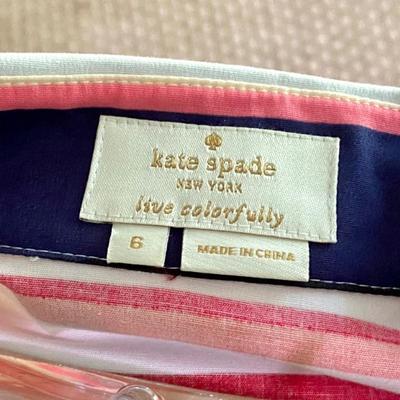 kate spade
NEW YORK
live colorfully
6
MADE IN CHINA